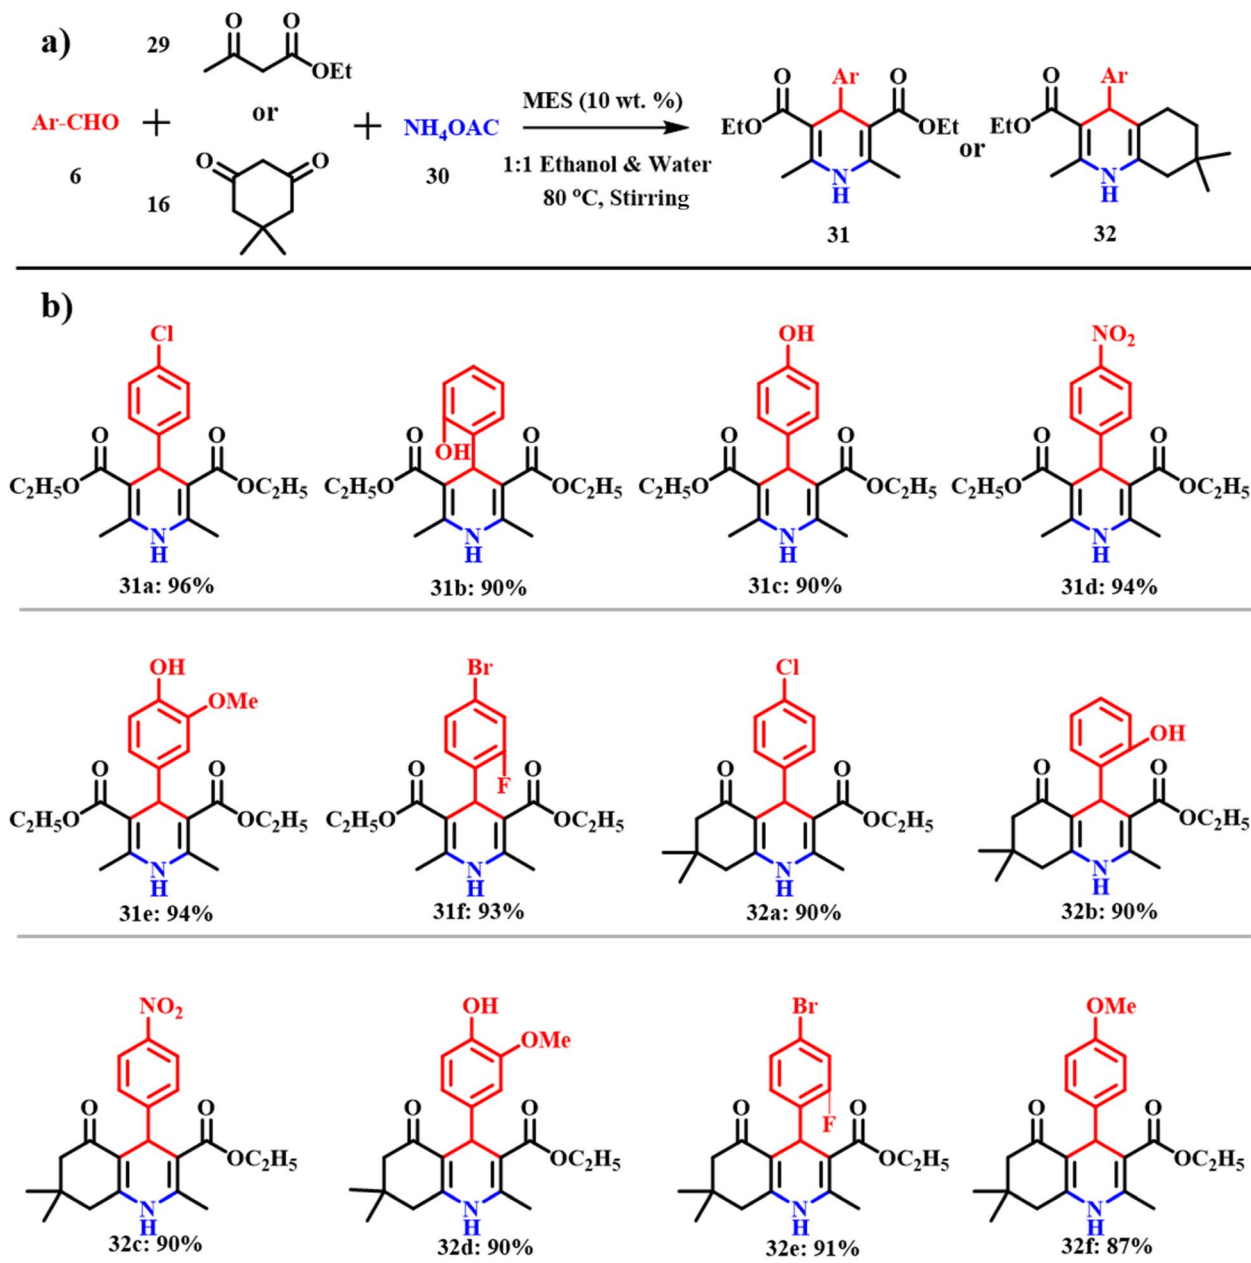 a)
29
O O
OEt
or
Ar-CHO + + NH₄OAC
6
30
O O
16
MES (10 wt. %)
1:1 Ethanol & Water
80 °C, Stirring
O Ar O
EtO OEt
N
H
31
or
O Ar
EtO
N
H
32
b)
Cl
O O
C₂H₅O OC₂H₅
N
H
31a: 96%
OH
O O
C₂H₅O OC₂H₅
N
H
31b: 90%
OH
O O
C₂H₅O OC₂H₅
N
H
31c: 90%
NO₂
O O
C₂H₅O OC₂H₅
N
H
31d: 94%
OH
OMe
O O
C₂H₅O OC₂H₅
N
H
31e: 94%
Br
F
O O
C₂H₅O OC₂H₅
N
H
31f: 93%
Cl
O O
OC₂H₅
N
H
32a: 90%
OH
O O
OC₂H₅
N
H
32b: 90%
NO₂
O O
OC₂H₅
N
H
32c: 90%
OH
OMe
O O
OC₂H₅
N
H
32d: 90%
Br
F
O O
OC₂H₅
N
H
32e: 91%
OMe
O O
OC₂H₅
N
H
32f: 87%